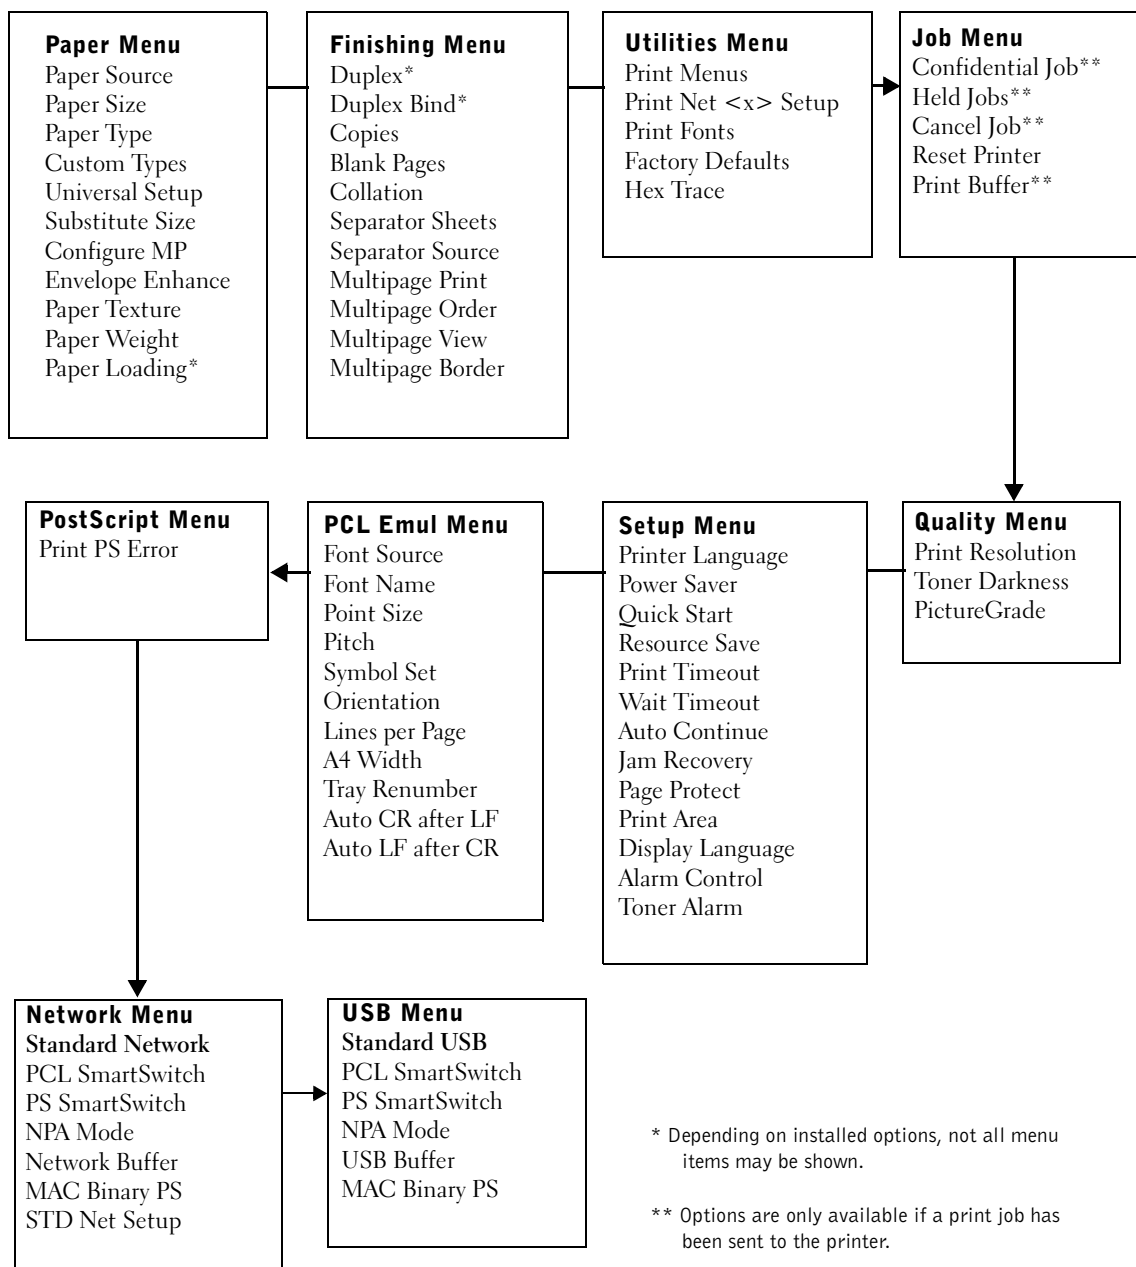 Paper Menu
Paper Source
Paper Size
Paper Type
Custom Types
Universal Setup
Substitute Size
Configure MP
Envelope Enhance
Paper Texture
Paper Weight
Paper Loading*
Finishing Menu
Duplex*
Duplex Bind*
Copies
Blank Pages
Collation
Separator Sheets
Separator Source
Multipage Print
Multipage Order
Multipage View
Multipage Border
Utilities Menu
Print Menus
Print Net <x> Setup
Print Fonts
Factory Defaults
Hex Trace
Job Menu
Confidential Job**
Held Jobs**
Cancel Job**
Reset Printer
Print Buffer**
PostScript Menu
Print PS Error
PCL Emul Menu
Font Source
Font Name
Point Size
Pitch
Symbol Set
Orientation
Lines per Page
A4 Width
Tray Renumber
Auto CR after LF
Auto LF after CR
Setup Menu
Printer Language
Power Saver
Quick Start
Resource Save
Print Timeout
Wait Timeout
Auto Continue
Jam Recovery
Page Protect
Print Area
Display Language
Alarm Control
Toner Alarm
Quality Menu
Print Resolution
Toner Darkness
PictureGrade
Network Menu
Standard Network
PCL SmartSwitch
PS SmartSwitch
NPA Mode
Network Buffer
MAC Binary PS
STD Net Setup
USB Menu
Standard USB
PCL SmartSwitch
PS SmartSwitch
NPA Mode
USB Buffer
MAC Binary PS
* Depending on installed options, not all menu
items may be shown.
** Options are only available if a print job has
been sent to the printer.